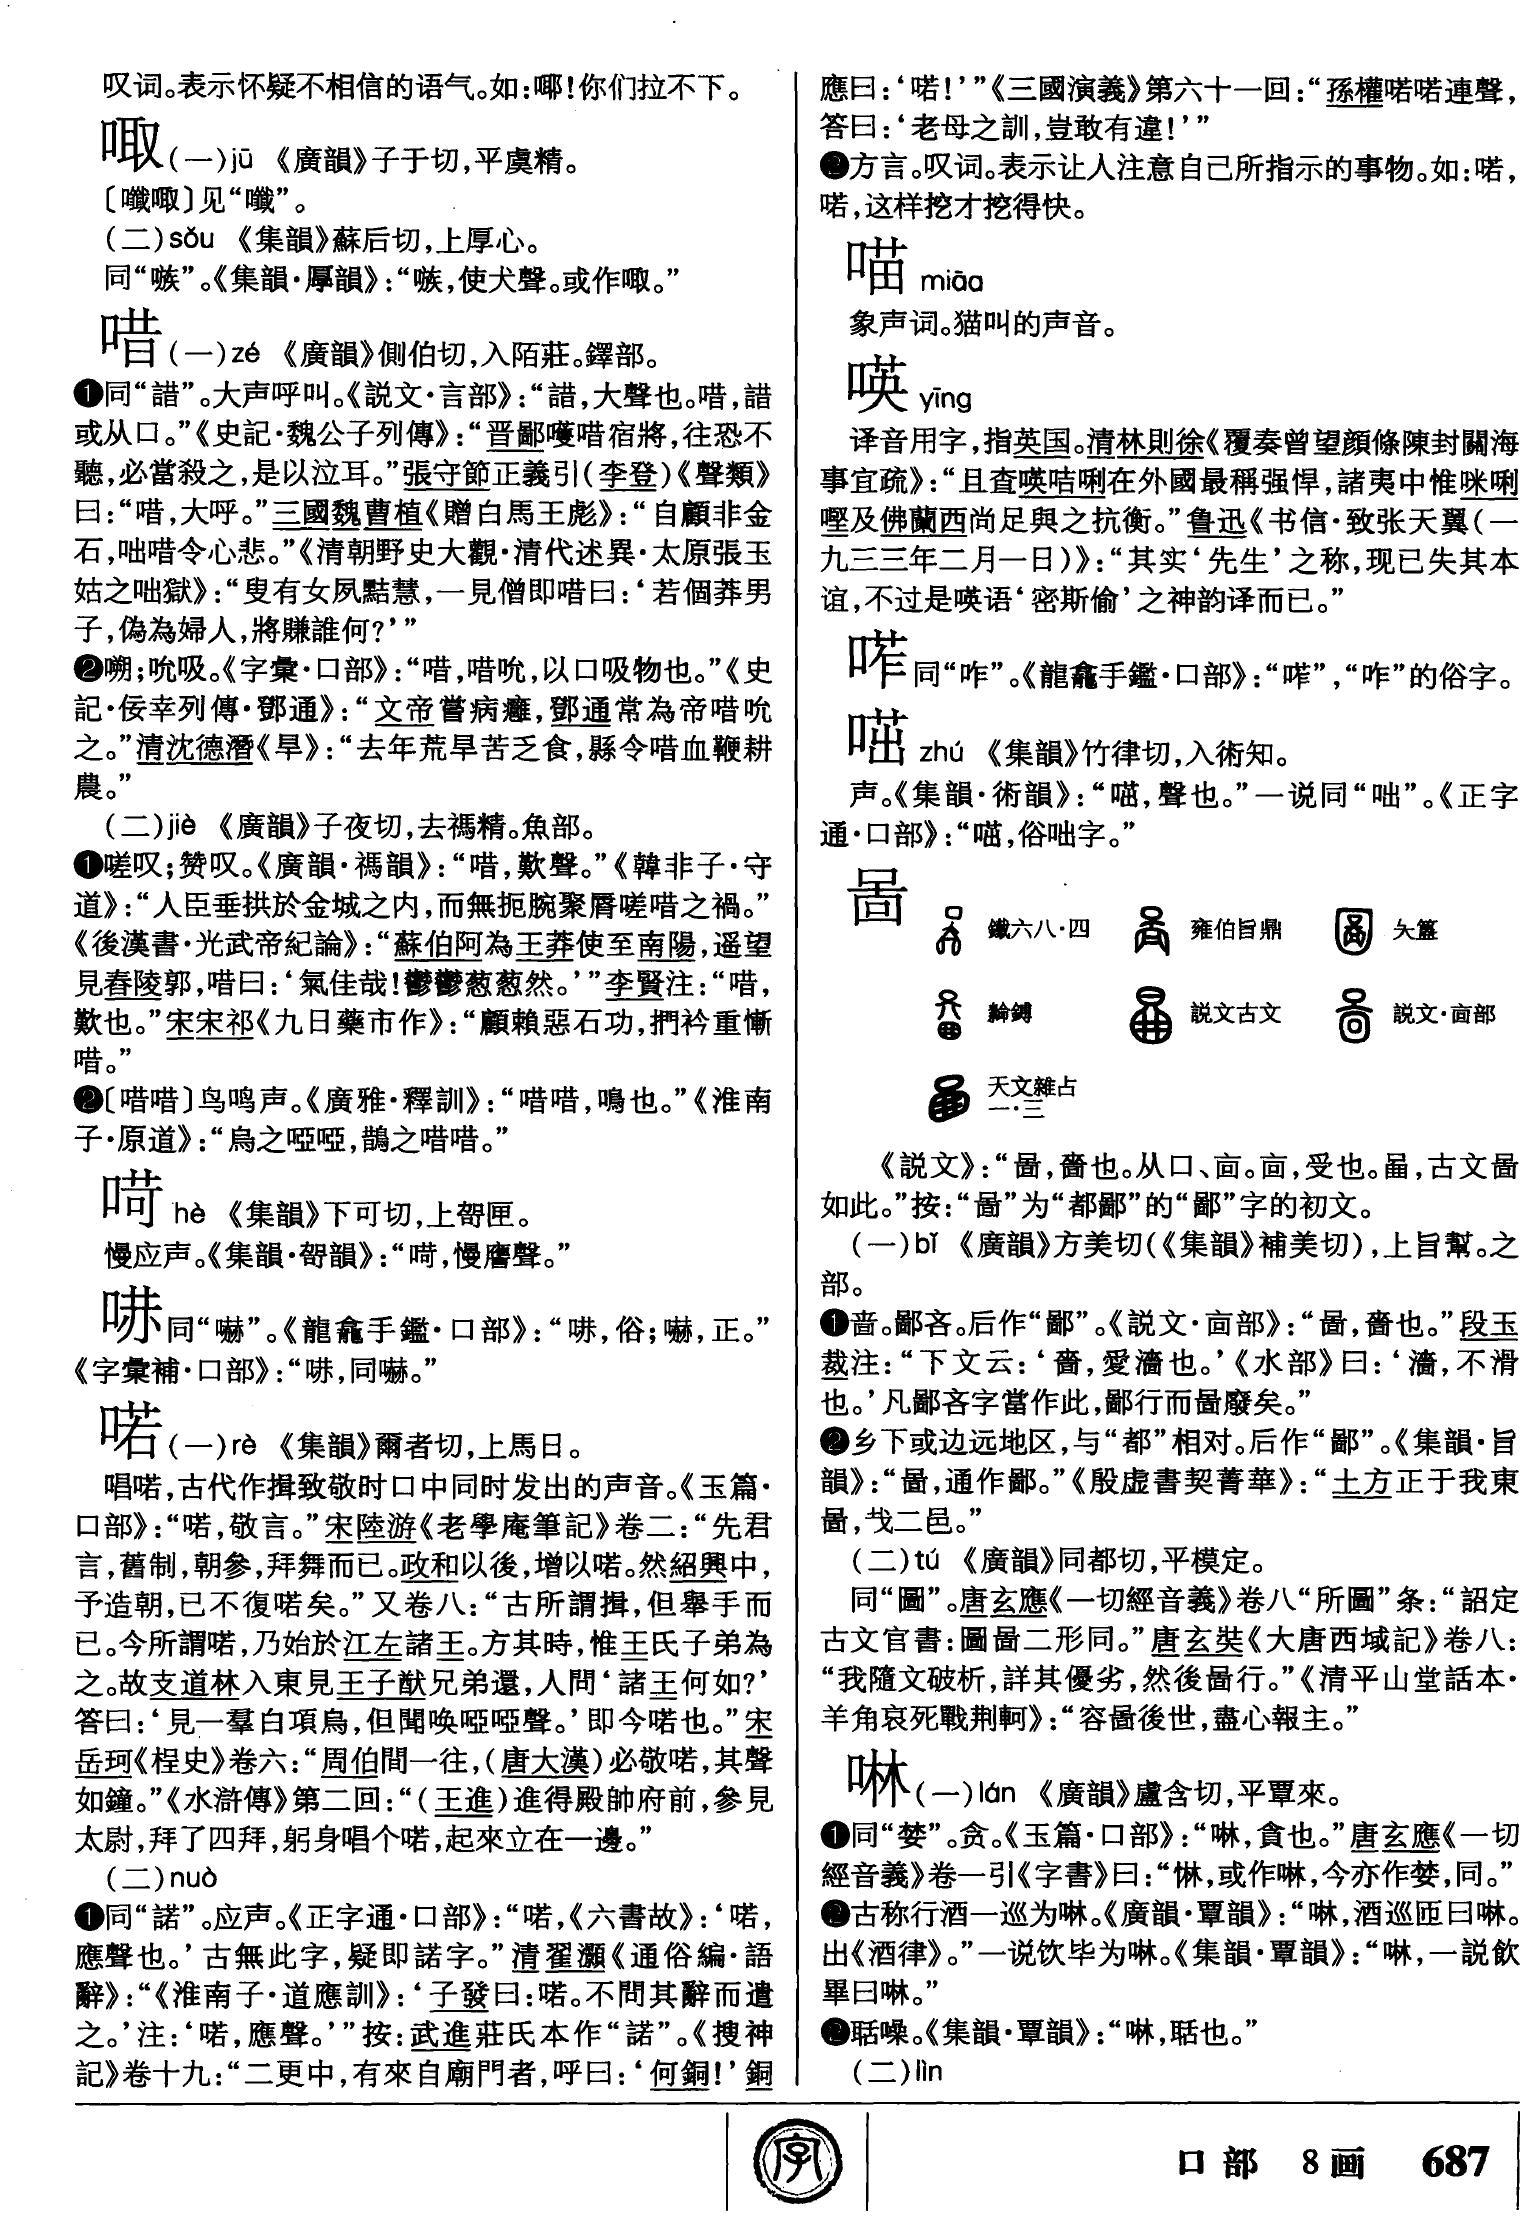 叹词。表示怀疑不相信的语气。如：啣！你们拉不下。
啣(一)jū 《廣韻》子于切，平虞精。
〔嚱㖩〕见“嚱”。
(二)sǒu 《集韻》蘇后切，上厚心。
同“嗾”。《集韻·厚韻》：“嗾，使犬聲。或作㖩。”
唶(一)zé 《廣韻》側伯切，入陌莊。鐸部。
❶同“諎”。大声呼叫。《説文·言部》：“諎，大聲也。唶，諎
或从口。”《史記·魏公子列傳》：“晋鄙嚄唶宿將，往恐不
聽，必當殺之，是以泣耳。”張守節正義引(李登)《聲類》
曰：“唶，大呼。”三國魏曹植《贈白馬王彪》：“自顧非金
石，咄唶令心悲。”《清朝野史大觀·清代述異·太原張玉
姑之咄獄》：“叟有女夙黠慧，一見僧即唶曰：‘若個莽男
子，偽為婦人，將賺誰何？’”
❷嗍；吮吸。《字彙·口部》：“唶，唶吮，以口吸物也。”《史
記·佞幸列傳·鄧通》：“文帝嘗病癰，鄧通常為帝唶吮
之。”清沈德潛《旱》：“去年荒旱苦乏食，縣令唶血鞭耕
農。”
(二)jiè 《廣韻》子夜切，去禡精。魚部。
❶嗟叹；赞叹。《廣韻·禡韻》：“唶，歎聲。”《韓非子·守
道》：“人臣垂拱於金城之内，而無扼腕聚脣嗟唶之禍。”
《後漢書·光武帝紀論》：“蘇伯阿為王莽使至南陽，遥望
見舂陵郭，唶曰：‘氣佳哉！鬱鬱葱葱然。’”李賢注：“唶，
歎也。”宋宋祁《九日藥市作》：“顧賴惡石功，捫衿重慚
唶。”
❷〔唶唶〕鸟鸣声。《廣雅·釋訓》：“唶唶，鳴也。”《淮南
子·原道》：“烏之啞啞，鵲之唶唶。”
㗿 hè 《集韻》下可切，上哿匣。
慢应声。《集韻·哿韻》：“㗿，慢譍聲。”
㖾同“嚇”。《龍龕手鑑·口部》：“㖾，俗；嚇，正。”
《字彙補·口部》：“㖾，同嚇。”
喏(一)rè 《集韻》爾者切，上馬日。
唱喏，古代作揖致敬时口中同时发出的声音。《玉篇·
口部》：“喏，敬言。”宋陸游《老學庵筆記》卷二：“先君
言，舊制，朝參，拜舞而已。政和以後，增以喏。然紹興中，
予造朝，已不復喏矣。”又卷八：“古所謂揖，但舉手而
已。今所謂喏，乃始於江左諸王。方其時，惟王氏子弟為
之。故支道林入東見王子猷兄弟還，人問‘諸王何如？’
答曰：‘見一羣白項烏，但聞唤啞啞聲。’即今喏也。”宋
岳珂《桯史》卷六：“周伯間一往，(唐大漢)必敬喏，其聲
如鐘。”《水滸傳》第二回：“(王進)進得殿帥府前，參見
太尉，拜了四拜，躬身唱个喏，起來立在一邊。”
(二)nuò
❶同“諾”。应声。《正字通·口部》：“喏，《六書故》：‘喏，
應聲也。’古無此字，疑即諾字。”清翟灝《通俗編·語
辭》：“《淮南子·道應訓》：‘子發曰：喏。不問其辭而遣
之。’注：‘喏，應聲。’”按：武進莊氏本作“諾”。《搜神
記》卷十九：“二更中，有來自廟門者，呼曰：‘何銅！’銅
應曰：‘喏！’”《三國演義》第六十一回：“孫權喏喏連聲，
答曰：‘老母之訓，豈敢有違！’”
❷方言。叹词。表示让人注意自己所指示的事物。如：喏，
喏，这样挖才挖得快。
喵 miāo
象声词。猫叫的声音。
喫 yīng
译音用字，指英国。清林則徐《覆奏曾望顔條陳封關海
事宜疏》：“且查㗲咭唎在外國最稱强悍，諸夷中惟咪唎
㗴及佛蘭西尚足與之抗衡。”鲁迅《书信·致张天翼(一
九三三年二月一日)》：“其实‘先生’之称，现已失其本
谊，不过是㗲语‘密斯偷’之神韵译而已。”
同“咋”。《龍龕手鑑·口部》：“”，“咋”的俗字。
zhú 《集韻》竹律切，入術知。
声。《集韻·術韻》：“，聲也。”一说同“咄”。《正字
通·口部》：“，俗咄字。”
啚 鐵六八·四 雍伯啚鼎 夨簋
䋣鎛 説文古文 説文·㐭部
天文雜占
一·三
《説文》：“啚，嗇也。从口、㐭。㐭，受也。𠶷，古文啚
如此。”按：“啚”为“都鄙”的“鄙”字的初文。
(一)bǐ 《廣韻》方美切(《集韻》補美切)，上旨幫。之
部。
❶啬。鄙吝。后作“鄙”。《説文·㐭部》：“啚，嗇也。”段玉
裁注：“下文云：‘嗇，愛濇也。’《水部》曰：‘濇，不滑
也。’凡鄙吝字當作此，鄙行而啚廢矣。”
❷乡下或边远地区，与“都”相对。后作“鄙”。《集韻·旨
韻》：“啚，通作鄙。”《殷虚書契菁華》：“土方正于我東
啚，𢦏二邑。”
(二)tú 《廣韻》同都切，平模定。
同“圖”。唐玄應《一切經音義》卷八“所圖”条：“詔定
古文官書：圖啚二形同。”唐玄奘《大唐西域記》卷八：
“我隨文破析，詳其優劣，然後啚行。”《清平山堂話本·
羊角哀死戰荆軻》：“容啚後世，盡心報主。”
啉(一)lán 《廣韻》盧含切，平覃來。
❶同“婪”。贪。《玉篇·口部》：“啉，貪也。”唐玄應《一切
經音義》卷一引《字書》曰：“惏，或作啉，今亦作婪，同。”
❷古称行酒一巡为啉。《廣韻·覃韻》：“啉，酒巡匝曰啉。
出《酒律》。”一说饮毕为啉。《集韻·覃韻》：“啉，一説飲
畢曰啉。”
❸聒噪。《集韻·覃韻》：“啉，聒也。”
(二)lìn
字
口部 8画 687